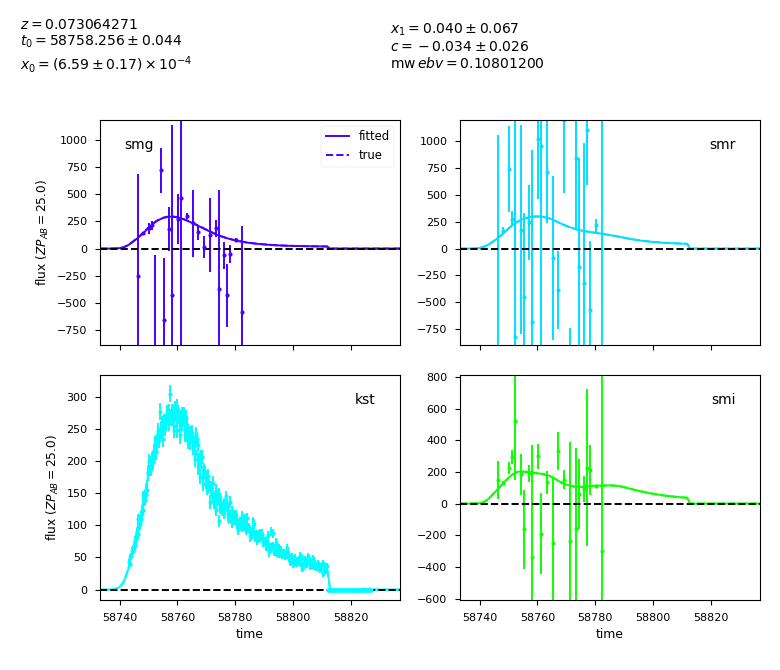 z = 0.073064271
t₀ = 58758.256 ± 0.044
x₀ = (6.59 ± 0.17) × 10⁻⁴
x₁ = 0.040 ± 0.067
c = −0.034 ± 0.026
mw ebv = 0.10801200
smg
fitted
true
1000
750
500
250
0
−250
−500
−750
flux (ZP_AB = 25.0)
smr
1000
750
500
250
0
−250
−500
−750
kst
300
250
200
150
100
50
0
flux (ZP_AB = 25.0)
58740 58760 58780 58800 58820
time
smi
800
600
400
200
0
−200
−400
−600
58740 58760 58780 58800 58820
time